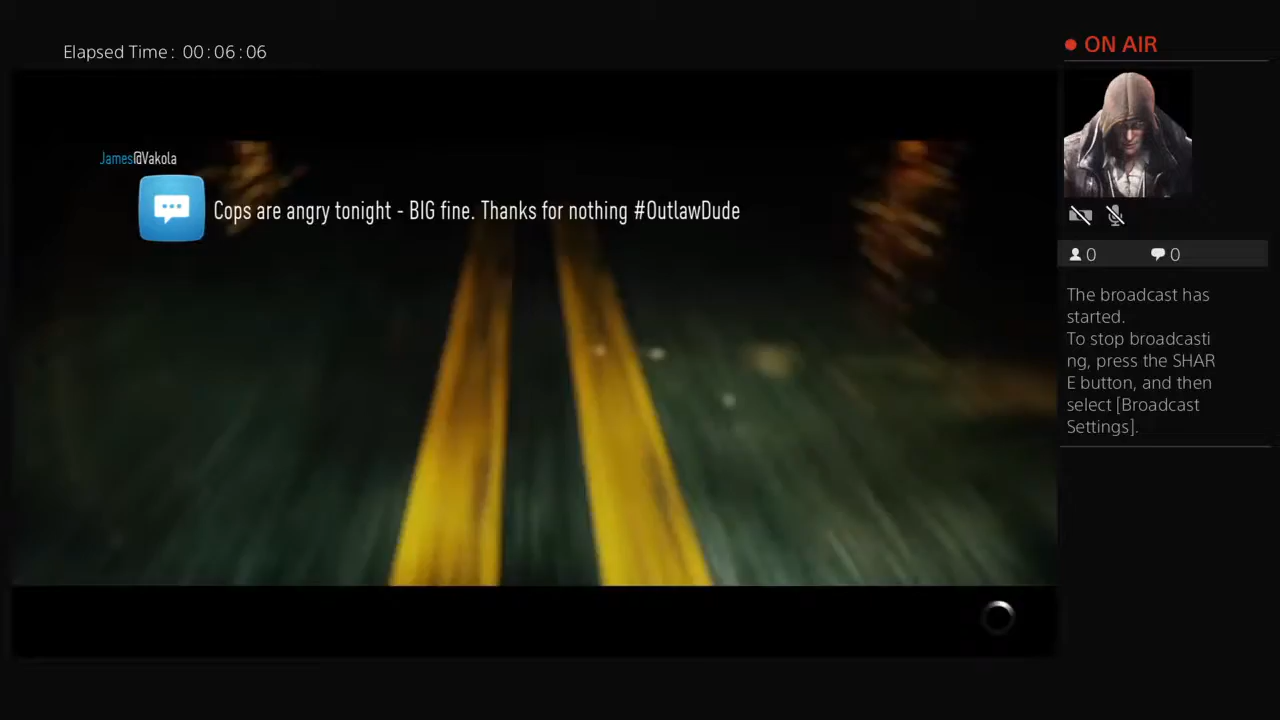 Elapsed Time: 00:06:06
ON AIR
James@Vakola
Cops are angry tonight - BIG fine. Thanks for nothing #OutlawDude
0 0
The broadcast has
started.
To stop broadcasti
ng, press the SHAR
E button, and then
select [Broadcast
Settings].